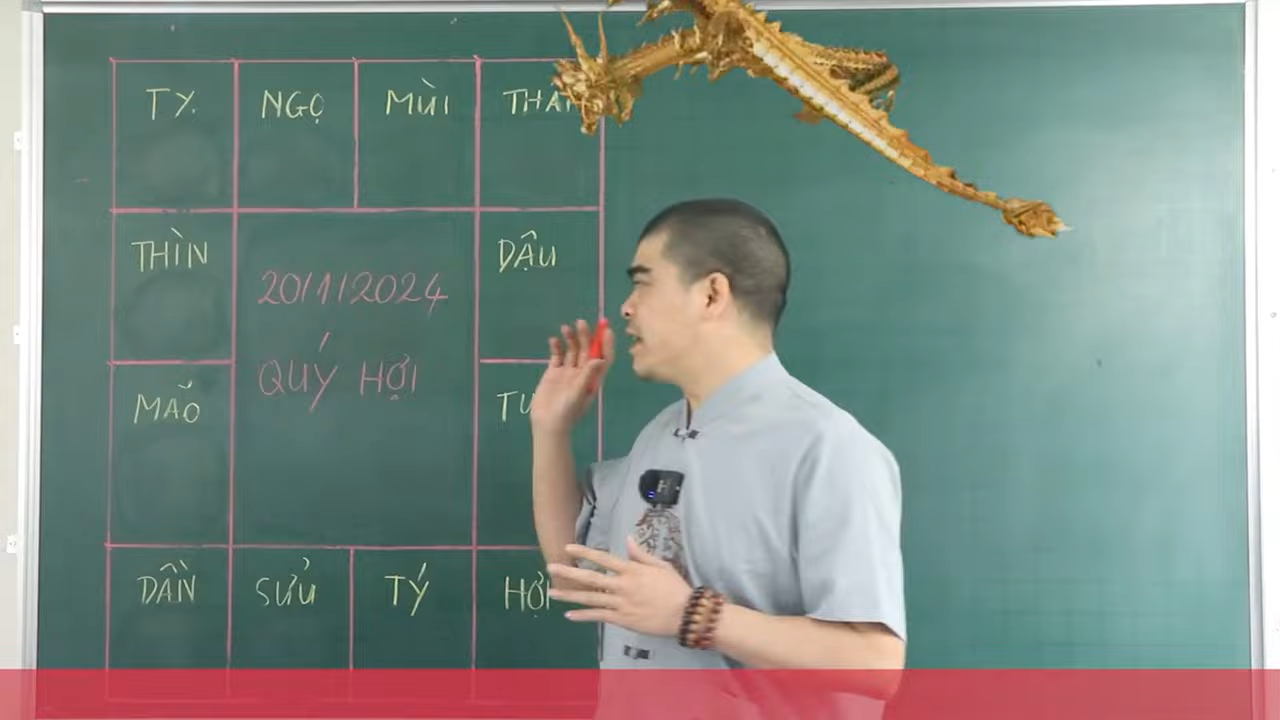 TỴ NGỌ MÙI
THÌN DẬU
20/1/2024
QUÝ HỢI
MÃO
DẦN SỬU TÝ HỢI